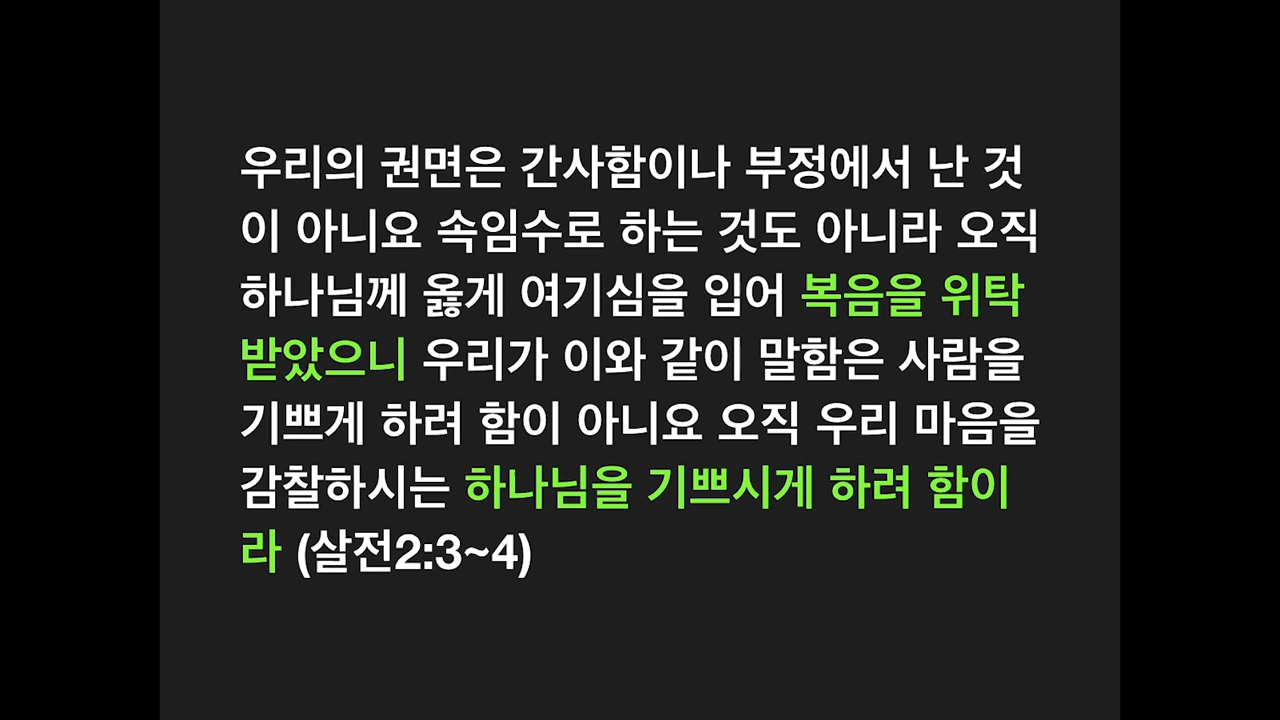 우리의 권면은 간사함이나 부정에서 난 것
이 아니요 속임수로 하는 것도 아니라 오직
하나님께 옳게 여기심을 입어 복음을 위탁
받았으니 우리가 이와 같이 말함은 사람을
기쁘게 하려 함이 아니요 오직 우리 마음을
감찰하시는 하나님을 기쁘시게 하려 함이
라 (살전2:3~4)